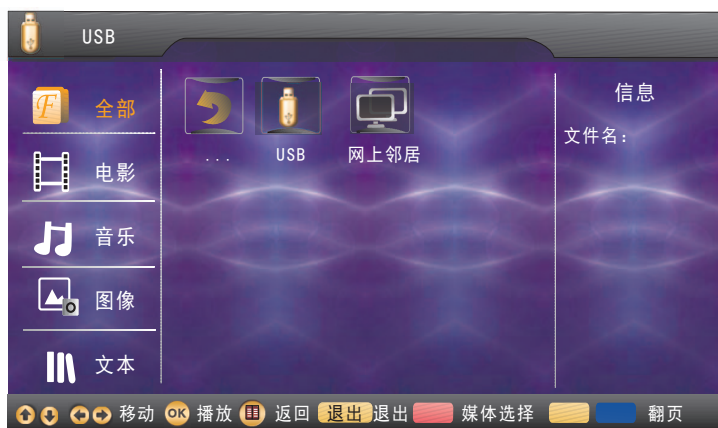 USB
全部
电影
音乐
图像
文本
... USB 网上邻居
信息
文件名:
移动 OK 播放 返回 退出 退出 媒体选择 翻页